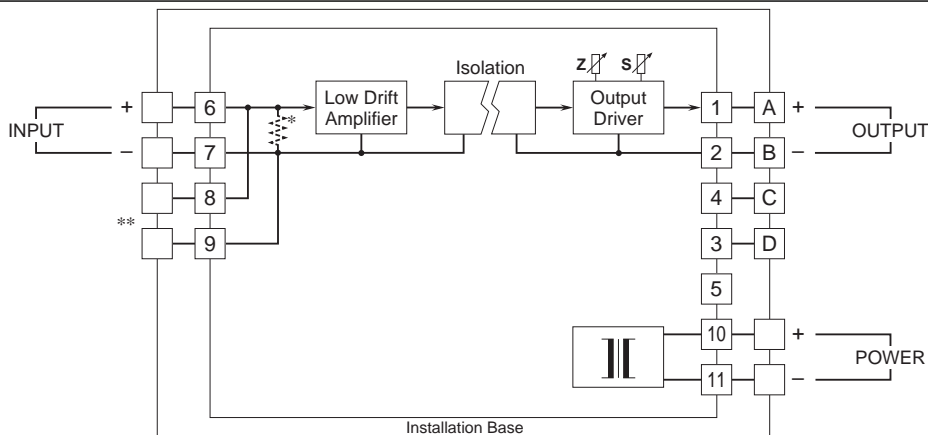 Isolation
Z S
Low Drift
Amplifier
Output
Driver
INPUT
+
–
6
7
8
9
*
**
1
2
4
3
5
10
11
A
B
C
D
+
–
OUTPUT
+
–
POWER
Installation Base